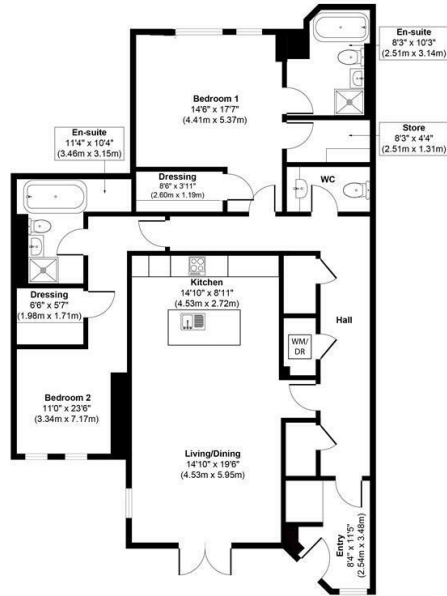 En-suite
8'3" x 10'3"
(2.51m x 3.14m)
Bedroom 1
14'6" x 17'7"
(4.41m x 5.37m)
En-suite
11'4" x 10'4"
(3.46m x 3.15m)
Store
8'3" x 4'4"
(2.51m x 1.31m)
Dressing
8'6" x 3'11"
(2.60m x 1.19m)
WC
Kitchen
14'10" x 8'11"
(4.53m x 2.72m)
Dressing
6'6" x 5'7"
(1.98m x 1.71m)
Hall
WM/
DR
Bedroom 2
11'0" x 23'6"
(3.34m x 7.17m)
Living/Dining
14'10" x 19'6"
(4.53m x 5.95m)
Entry
8'4" x 11'5"
(2.54m x 3.48m)